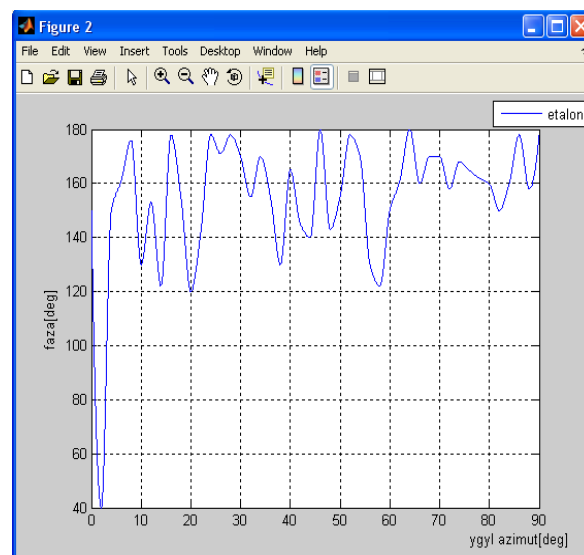 Figure 2
File Edit View Insert Tools Desktop Window Help
etalon
180
160
140
120
100
80
60
40
faza[deg]
0 10 20 30 40 50 60 70 80 90
ygyl azimut[deg]